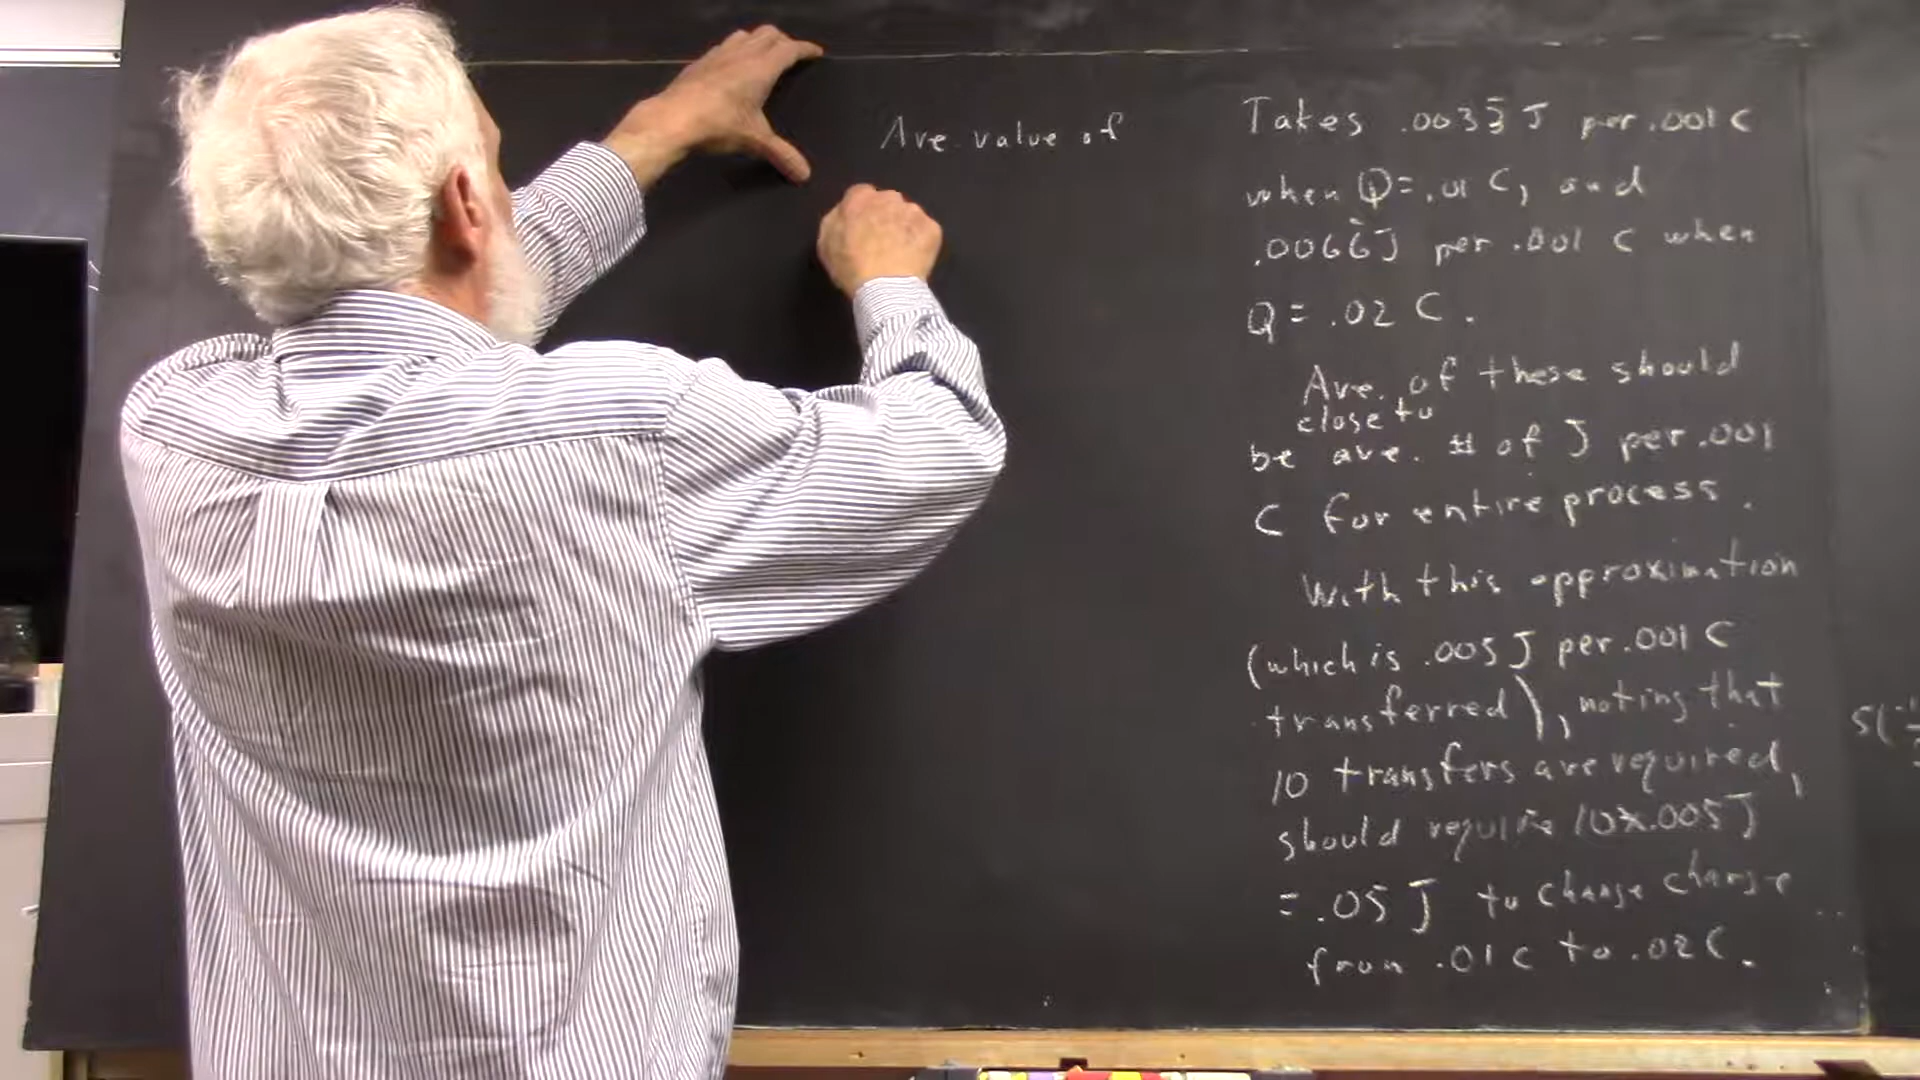 Ave. value of
Takes .0033̄ J per .001 C
when Q = .01 C, and
.0066̄ J per .001 C when
Q = .02 C.
Ave. of these should
close to
be ave. # of J per .001
C for entire process.
With this approximation
(which is .005 J per .001 C
transferred), noting that
10 transfers are required,
should require 10x.005 J
= .05 J to change charge
from .01 C to .02 C.
5(